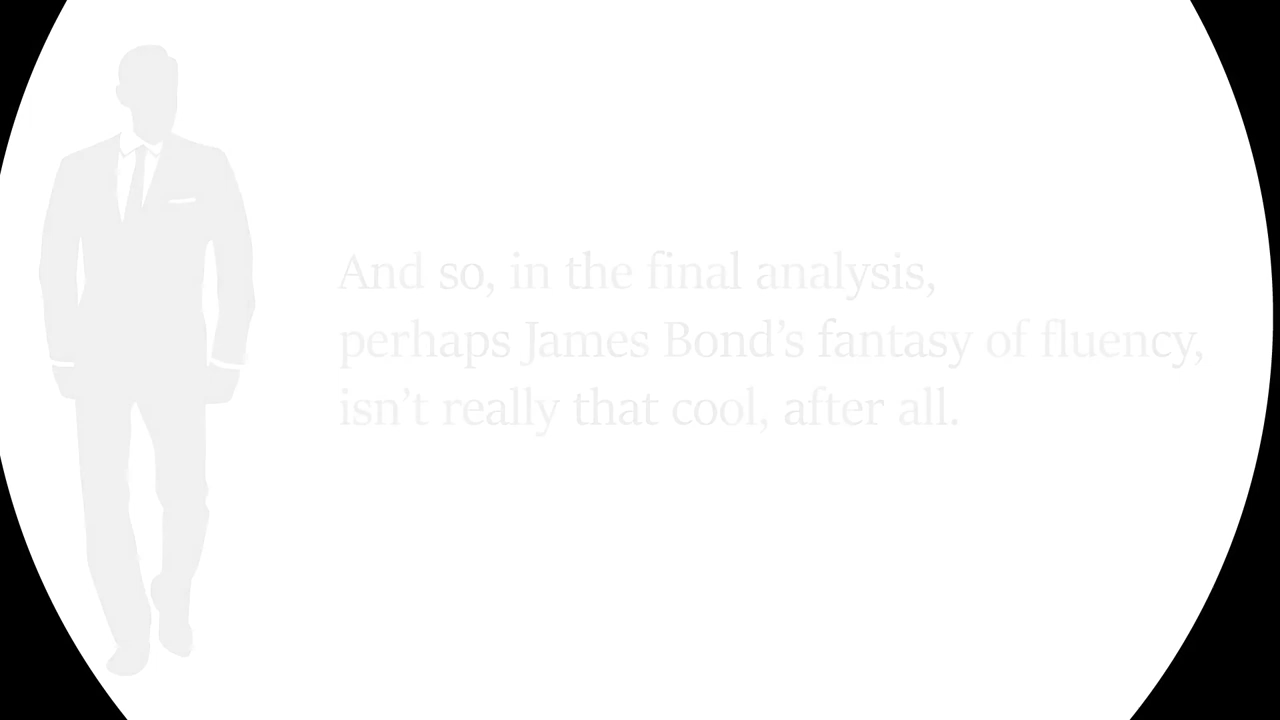 And so, in the final analysis,
perhaps James Bond’s fantasy of fluency,
isn’t really that cool, after all.